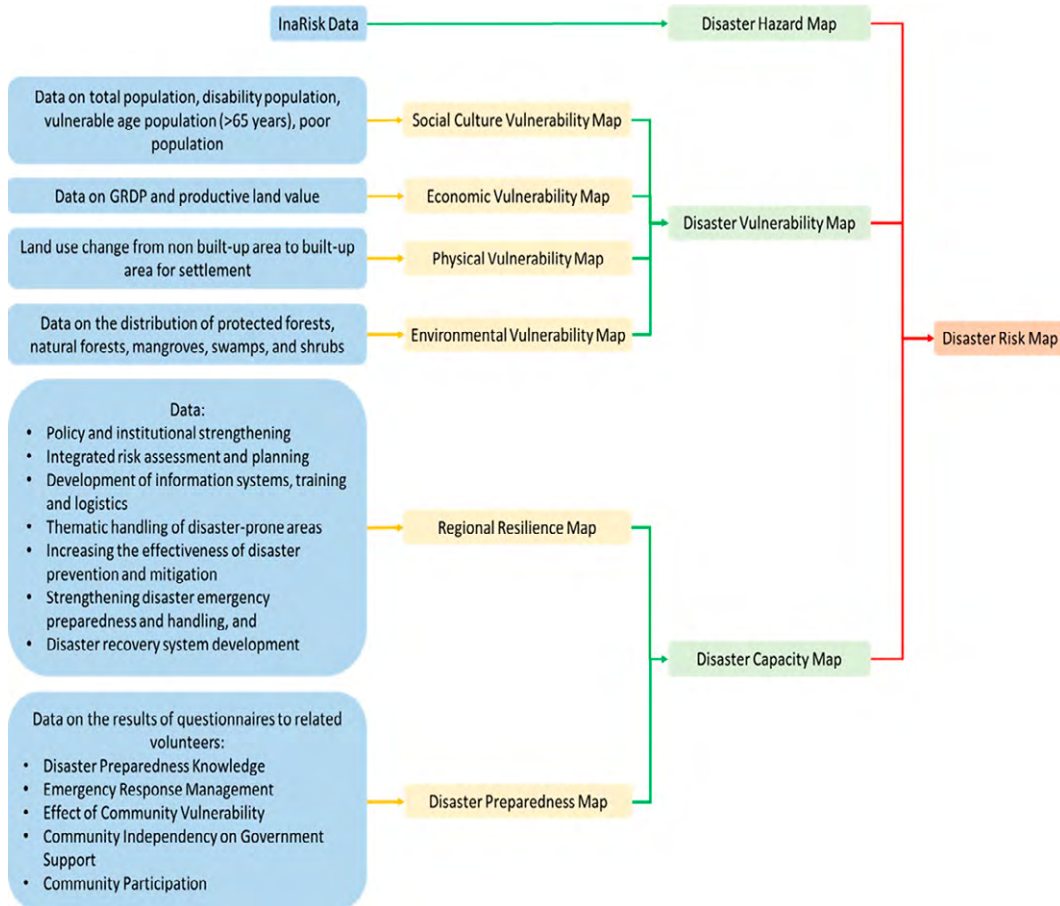 InaRisk Data
Disaster Hazard Map
Data on total population, disability population,
vulnerable age population (>65 years), poor
population
Social Culture Vulnerability Map
Data on GRDP and productive land value
Economic Vulnerability Map
Disaster Vulnerability Map
Land use change from non built-up area to built-up
area for settlement
Physical Vulnerability Map
Data on the distribution of protected forests,
natural forests, mangroves, swamps, and shrubs
Environmental Vulnerability Map
Disaster Risk Map
Data:
• Policy and institutional strengthening
• Integrated risk assessment and planning
• Development of information systems, training
and logistics
• Thematic handling of disaster-prone areas
• Increasing the effectiveness of disaster
prevention and mitigation
• Strengthening disaster emergency
preparedness and handling, and
• Disaster recovery system development
Regional Resilience Map
Disaster Capacity Map
Data on the results of questionnaires to related
volunteers:
• Disaster Preparedness Knowledge
• Emergency Response Management
• Effect of Community Vulnerability
• Community Independency on Government
Support
• Community Participation
Disaster Preparedness Map